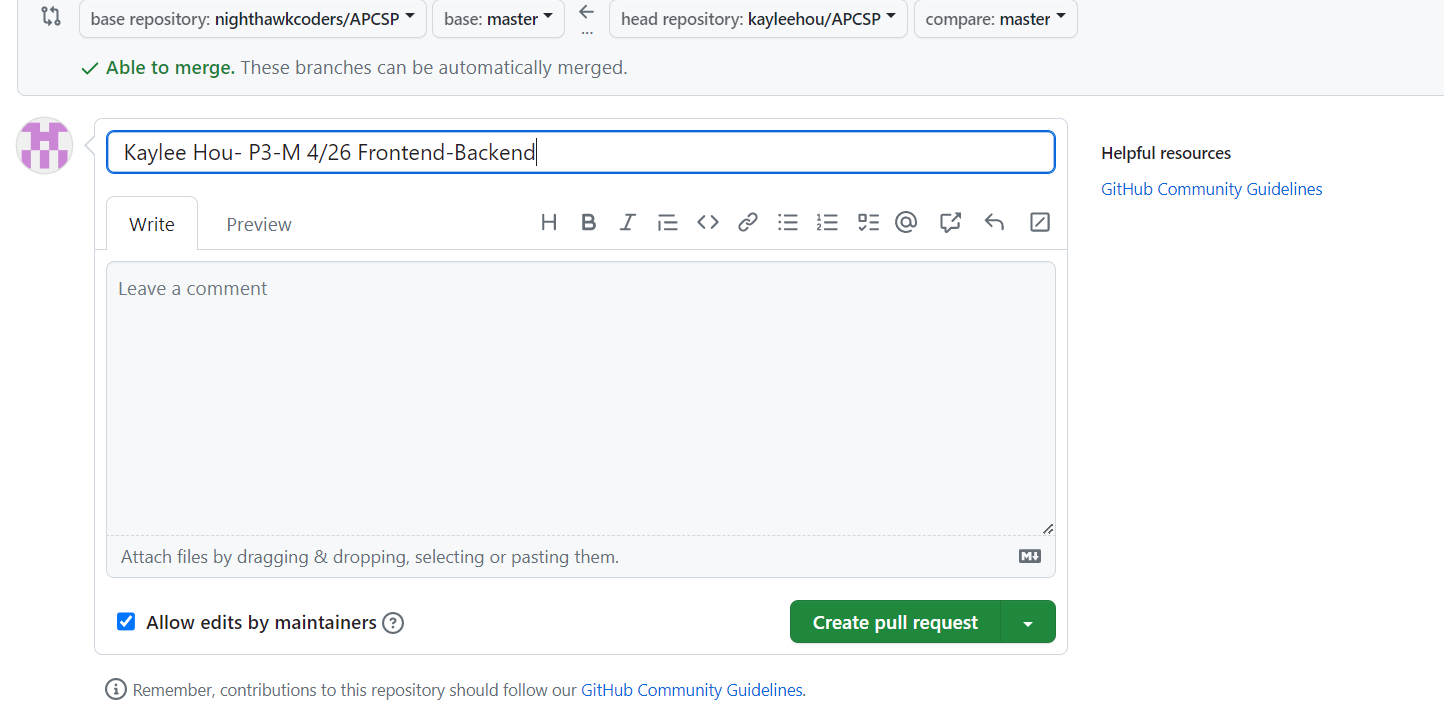 base repository: nighthawkcoders/APCSP base: master ... head repository: kayleehou/APCSP compare: master
Able to merge. These branches can be automatically merged.
Kaylee Hou- P3-M 4/26 Frontend-Backend
Helpful resources
GitHub Community Guidelines
Write Preview
Leave a comment
Attach files by dragging & dropping, selecting or pasting them.
Allow edits by maintainers
Create pull request
Remember, contributions to this repository should follow our GitHub Community Guidelines.